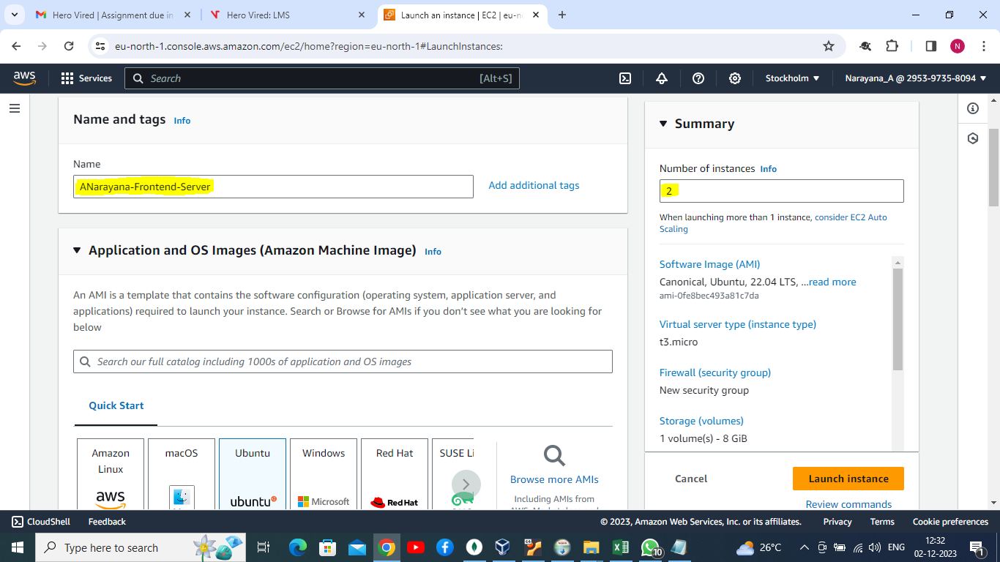 Hero Vired | Assignment due in
Hero Vired: LMS
Launch an instance | EC2 | eu-n
eu-north-1.console.aws.amazon.com/ec2/home?region=eu-north-1#LaunchInstances:
N
aws
Services
Search
[Alt+S]
Stockholm
Narayana_A @ 2953-9735-8094
Name and tags Info
Name
ANarayana-Frontend-Server
Add additional tags
Application and OS Images (Amazon Machine Image) Info
An AMI is a template that contains the software configuration (operating system, application server, and
applications) required to launch your instance. Search or Browse for AMIs if you don't see what you are looking for
below
Search our full catalog including 1000s of application and OS images
Quick Start
Amazon
Linux
aws
macOS
Ubuntu
ubuntu
Windows
Microsoft
Red Hat
Red Hat
SUSE Li
Browse more AMIs
Including AMIs from
Summary
Number of instances Info
2
When launching more than 1 instance, consider EC2 Auto
Scaling
Software Image (AMI)
Canonical, Ubuntu, 22.04 LTS, ...read more
ami-0fe8bec493a81c7da
Virtual server type (instance type)
t3.micro
Firewall (security group)
New security group
Storage (volumes)
1 volume(s) - 8 GiB
Cancel
Launch instance
Review commands
CloudShell
Feedback
© 2023, Amazon Web Services, Inc. or its affiliates.
Privacy
Terms
Cookie preferences
Type here to search
10
26°C
ENG
12:32
02-12-2023
1